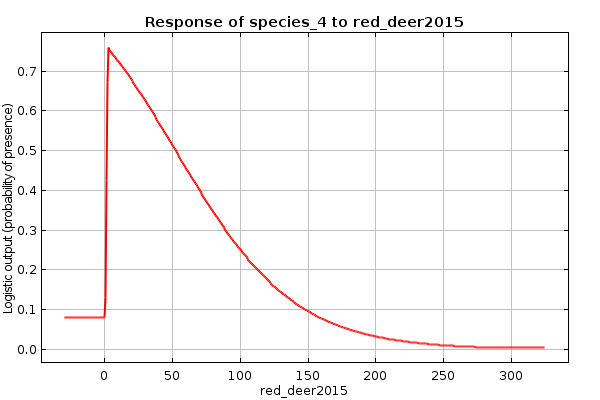 Response of species_4 to red_deer2015
Logistic output (probability of presence)
0.7
0.6
0.5
0.4
0.3
0.2
0.1
0.0
0 50 100 150 200 250 300
red_deer2015